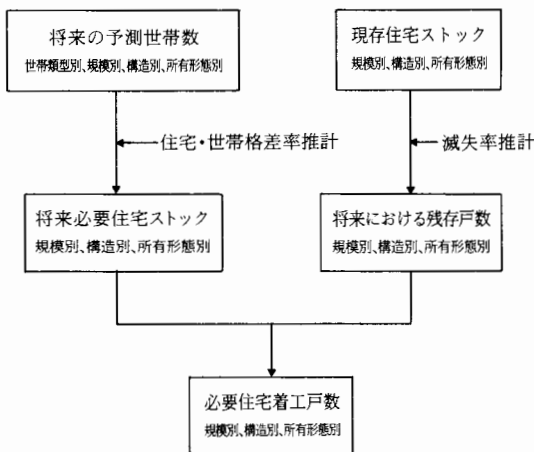 将来の予測世帯数
世帯類型別、規模別、構造別、所有形態別
現存住宅ストック
規模別、構造別、所有形態別
住宅・世帯格差率推計
滅失率推計
将来必要住宅ストック
規模別、構造別、所有形態別
将来における残存戸数
規模別、構造別、所有形態別
必要住宅着工戸数
規模別、構造別、所有形態別